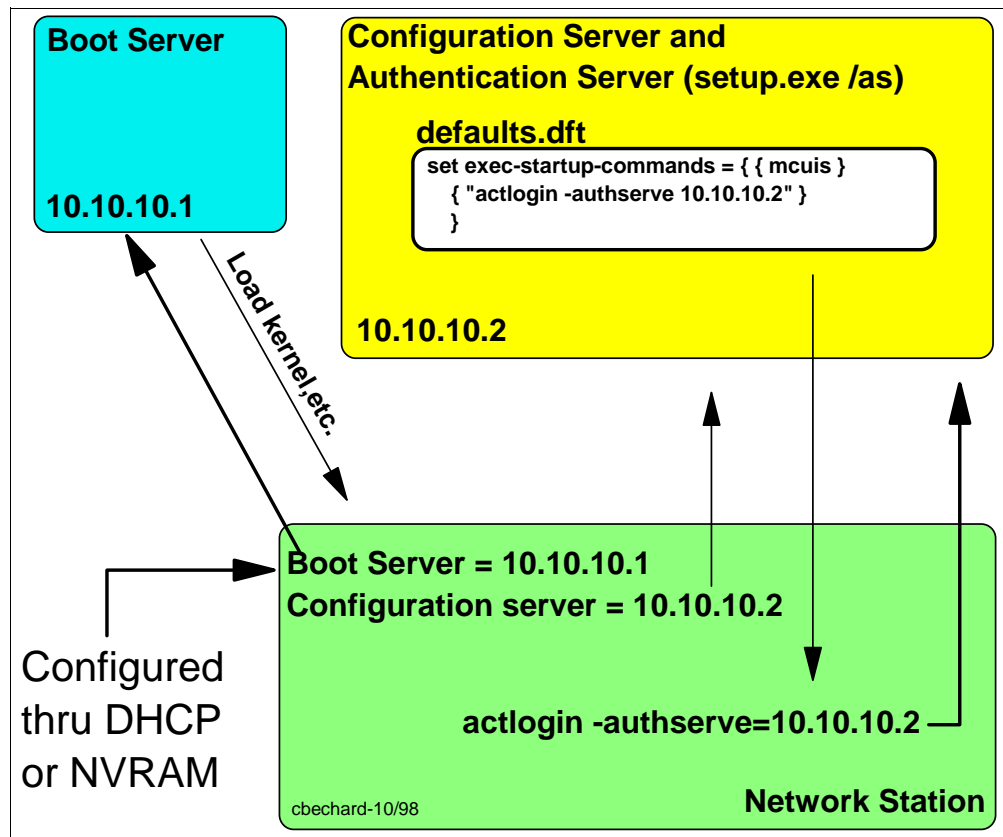 Boot Server
10.10.10.1
Configuration Server and
Authentication Server (setup.exe /as)
defaults.dft
set exec-startup-commands = { { mcuis }
{ "actlogin -authserve 10.10.10.2" }
}
10.10.10.2
Load kernel,etc.
Boot Server = 10.10.10.1
Configuration server = 10.10.10.2
Configured
thru DHCP
or NVRAM
actlogin -authserve=10.10.10.2
cbechard-10/98
Network Station